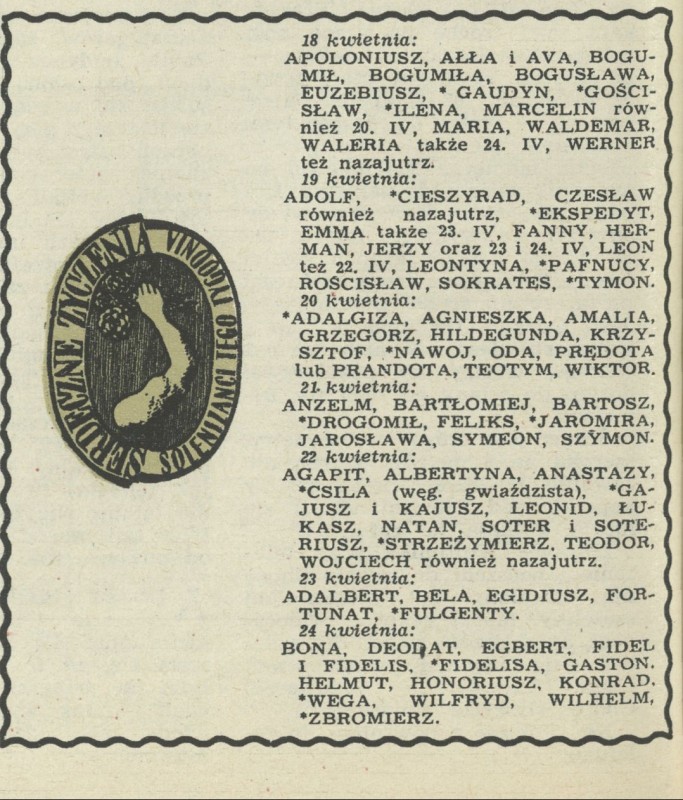 18 kwietnia:
APOLONIUSZ, AŁŁA i AVA, BOGU-
MIŁ, BOGUMIŁA, BOGUSŁAWA,
EUZEBIUSZ, * GAUDYN, *GOŚCI-
SŁAW, *ILENA, MARCELIN rów-
nież 20. IV, MARIA, WALDEMAR,
WALERIA także 24. IV, WERNER
też nazajutrz.
19 kwietnia:
ADOLF, *CIESZYRAD, CZESŁAW
również nazajutrz, *EKSPEDYT,
EMMA także 23. IV, FANNY, HER-
MAN, JERZY oraz 23 i 24. IV, LEON
też 22. IV, LEONTYNA, *PAFNUCY,
ROŚCISŁAW, SOKRATES, *TYMON.
20 kwietnia:
*ADALGIZA, AGNIESZKA, AMALIA,
GRZEGORZ, HILDEGUNDA, KRZY-
SZTOF, *NAWOJ, ODA, PRĘDOTA
lub PRANDOTA, TEOTYM, WIKTOR.
21 kwietnia:
ANZELM, BARTŁOMIEJ, BARTOSZ,
*DROGOMIŁ, FELIKS, *JAROMIRA,
JAROSŁAWA, SYMEON, SZYMON.
22 kwietnia:
AGAPIT, ALBERTYNA, ANASTAZY,
*CSILA (węg. gwiaździsta), *GA-
JUSZ i KAJUSZ, LEONID, ŁU-
KASZ, NATAN, SOTER i SOTE-
RIUSZ, *STRZEŻYMIERZ, TEODOR,
WOJCIECH również nazajutrz.
23 kwietnia:
ADALBERT, BELA, EGIDIUSZ, FOR-
TUNAT, *FULGENTY.
24 kwietnia:
BONA, DEODAT, EGBERT, FIDEL
I FIDELIS, *FIDELISA, GASTON,
HELMUT, HONORIUSZ, KONRAD,
*WEGA, WILFRYD, WILHELM,
*ZBROMIERZ.
SERDECZNE ŻYCZENIA
SOLENIZANCI TEGO